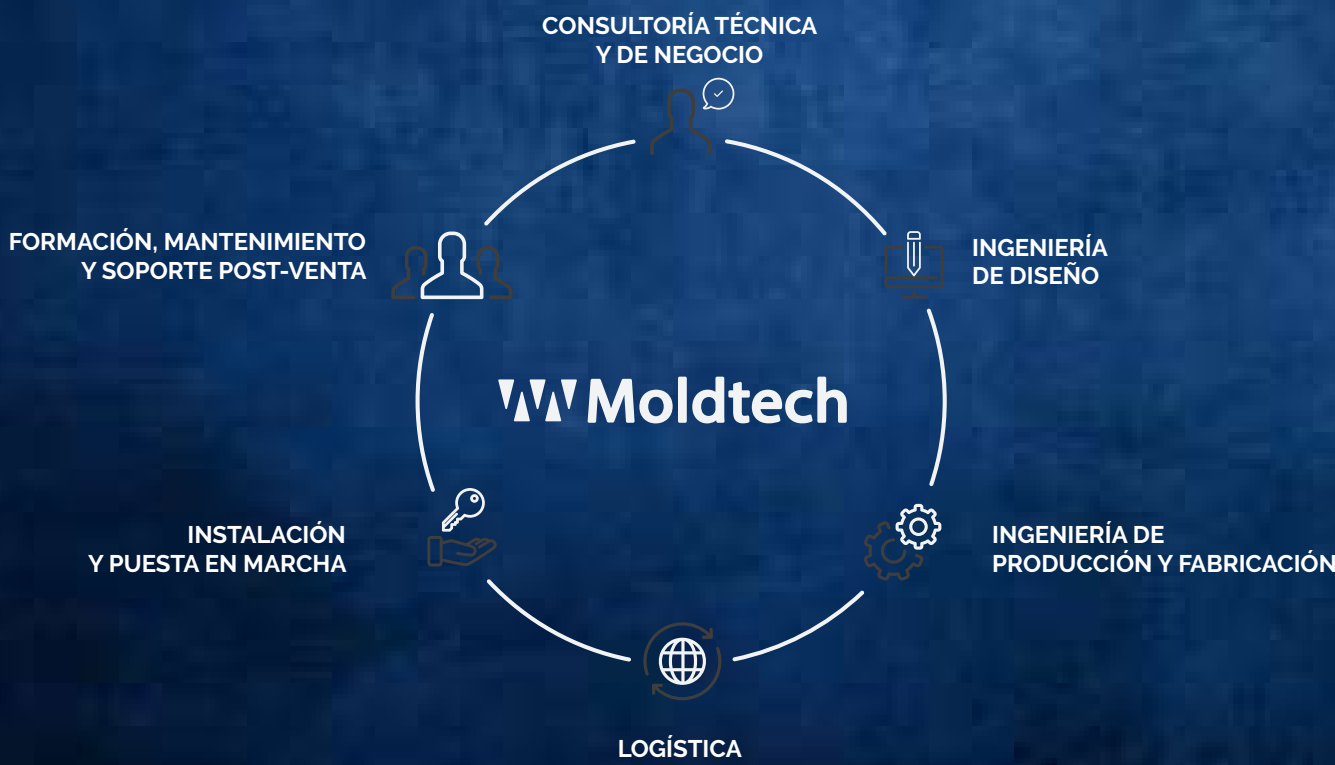 CONSULTORÍA TÉCNICA
Y DE NEGOCIO
FORMACIÓN, MANTENIMIENTO
Y SOPORTE POST-VENTA
INGENIERÍA
DE DISEÑO
Moldtech
INSTALACIÓN
Y PUESTA EN MARCHA
INGENIERÍA DE
PRODUCCIÓN Y FABRICACIÓN
LOGÍSTICA